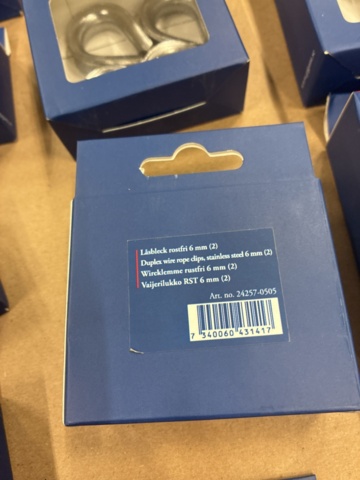 Låsbleck rostfri 6 mm (2)
Duplex wire rope clips, stainless steel 6 mm (2)
Wireklemme rustfri 6 mm (2)
Vaijerilukko RST 6 mm (2)
Art. no. 24257-0505
7 340060 431417